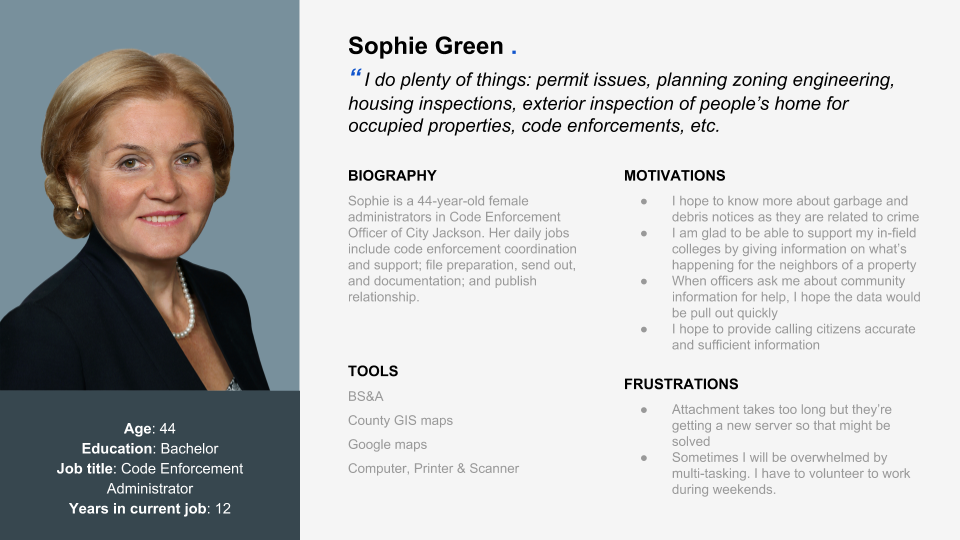 Sophie Green .
“ I do plenty of things: permit issues, planning zoning engineering,
housing inspections, exterior inspection of people’s home for
occupied properties, code enforcements, etc.
BIOGRAPHY
Sophie is a 44-year-old female
administrators in Code Enforcement
Officer of City Jackson. Her daily jobs
include code enforcement coordination
and support; file preparation, send out,
and documentation; and publish
relationship.
TOOLS
BS&A
County GIS maps
Google maps
Computer, Printer & Scanner
MOTIVATIONS
● I hope to know more about garbage and
debris notices as they are related to crime
● I am glad to be able to support my in-field
colleges by giving information on what’s
happening for the neighbors of a property
● When officers ask me about community
information for help, I hope the data would
be pull out quickly
● I hope to provide calling citizens accurate
and sufficient information
FRUSTRATIONS
● Attachment takes too long but they’re
getting a new server so that might be
solved
● Sometimes I will be overwhelmed by
multi-tasking. I have to volunteer to work
during weekends.
Age: 44
Education: Bachelor
Job title: Code Enforcement
Administrator
Years in current job: 12